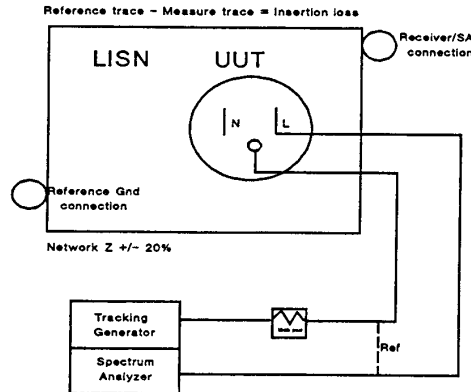 Reference trace - Measure trace = Insertion loss
Receiver/SA
connection
LISN UUT
N L
Reference Gnd
connection
Network Z +/- 20%
Tracking
Generator
Ref
Spectrum
Analyzer